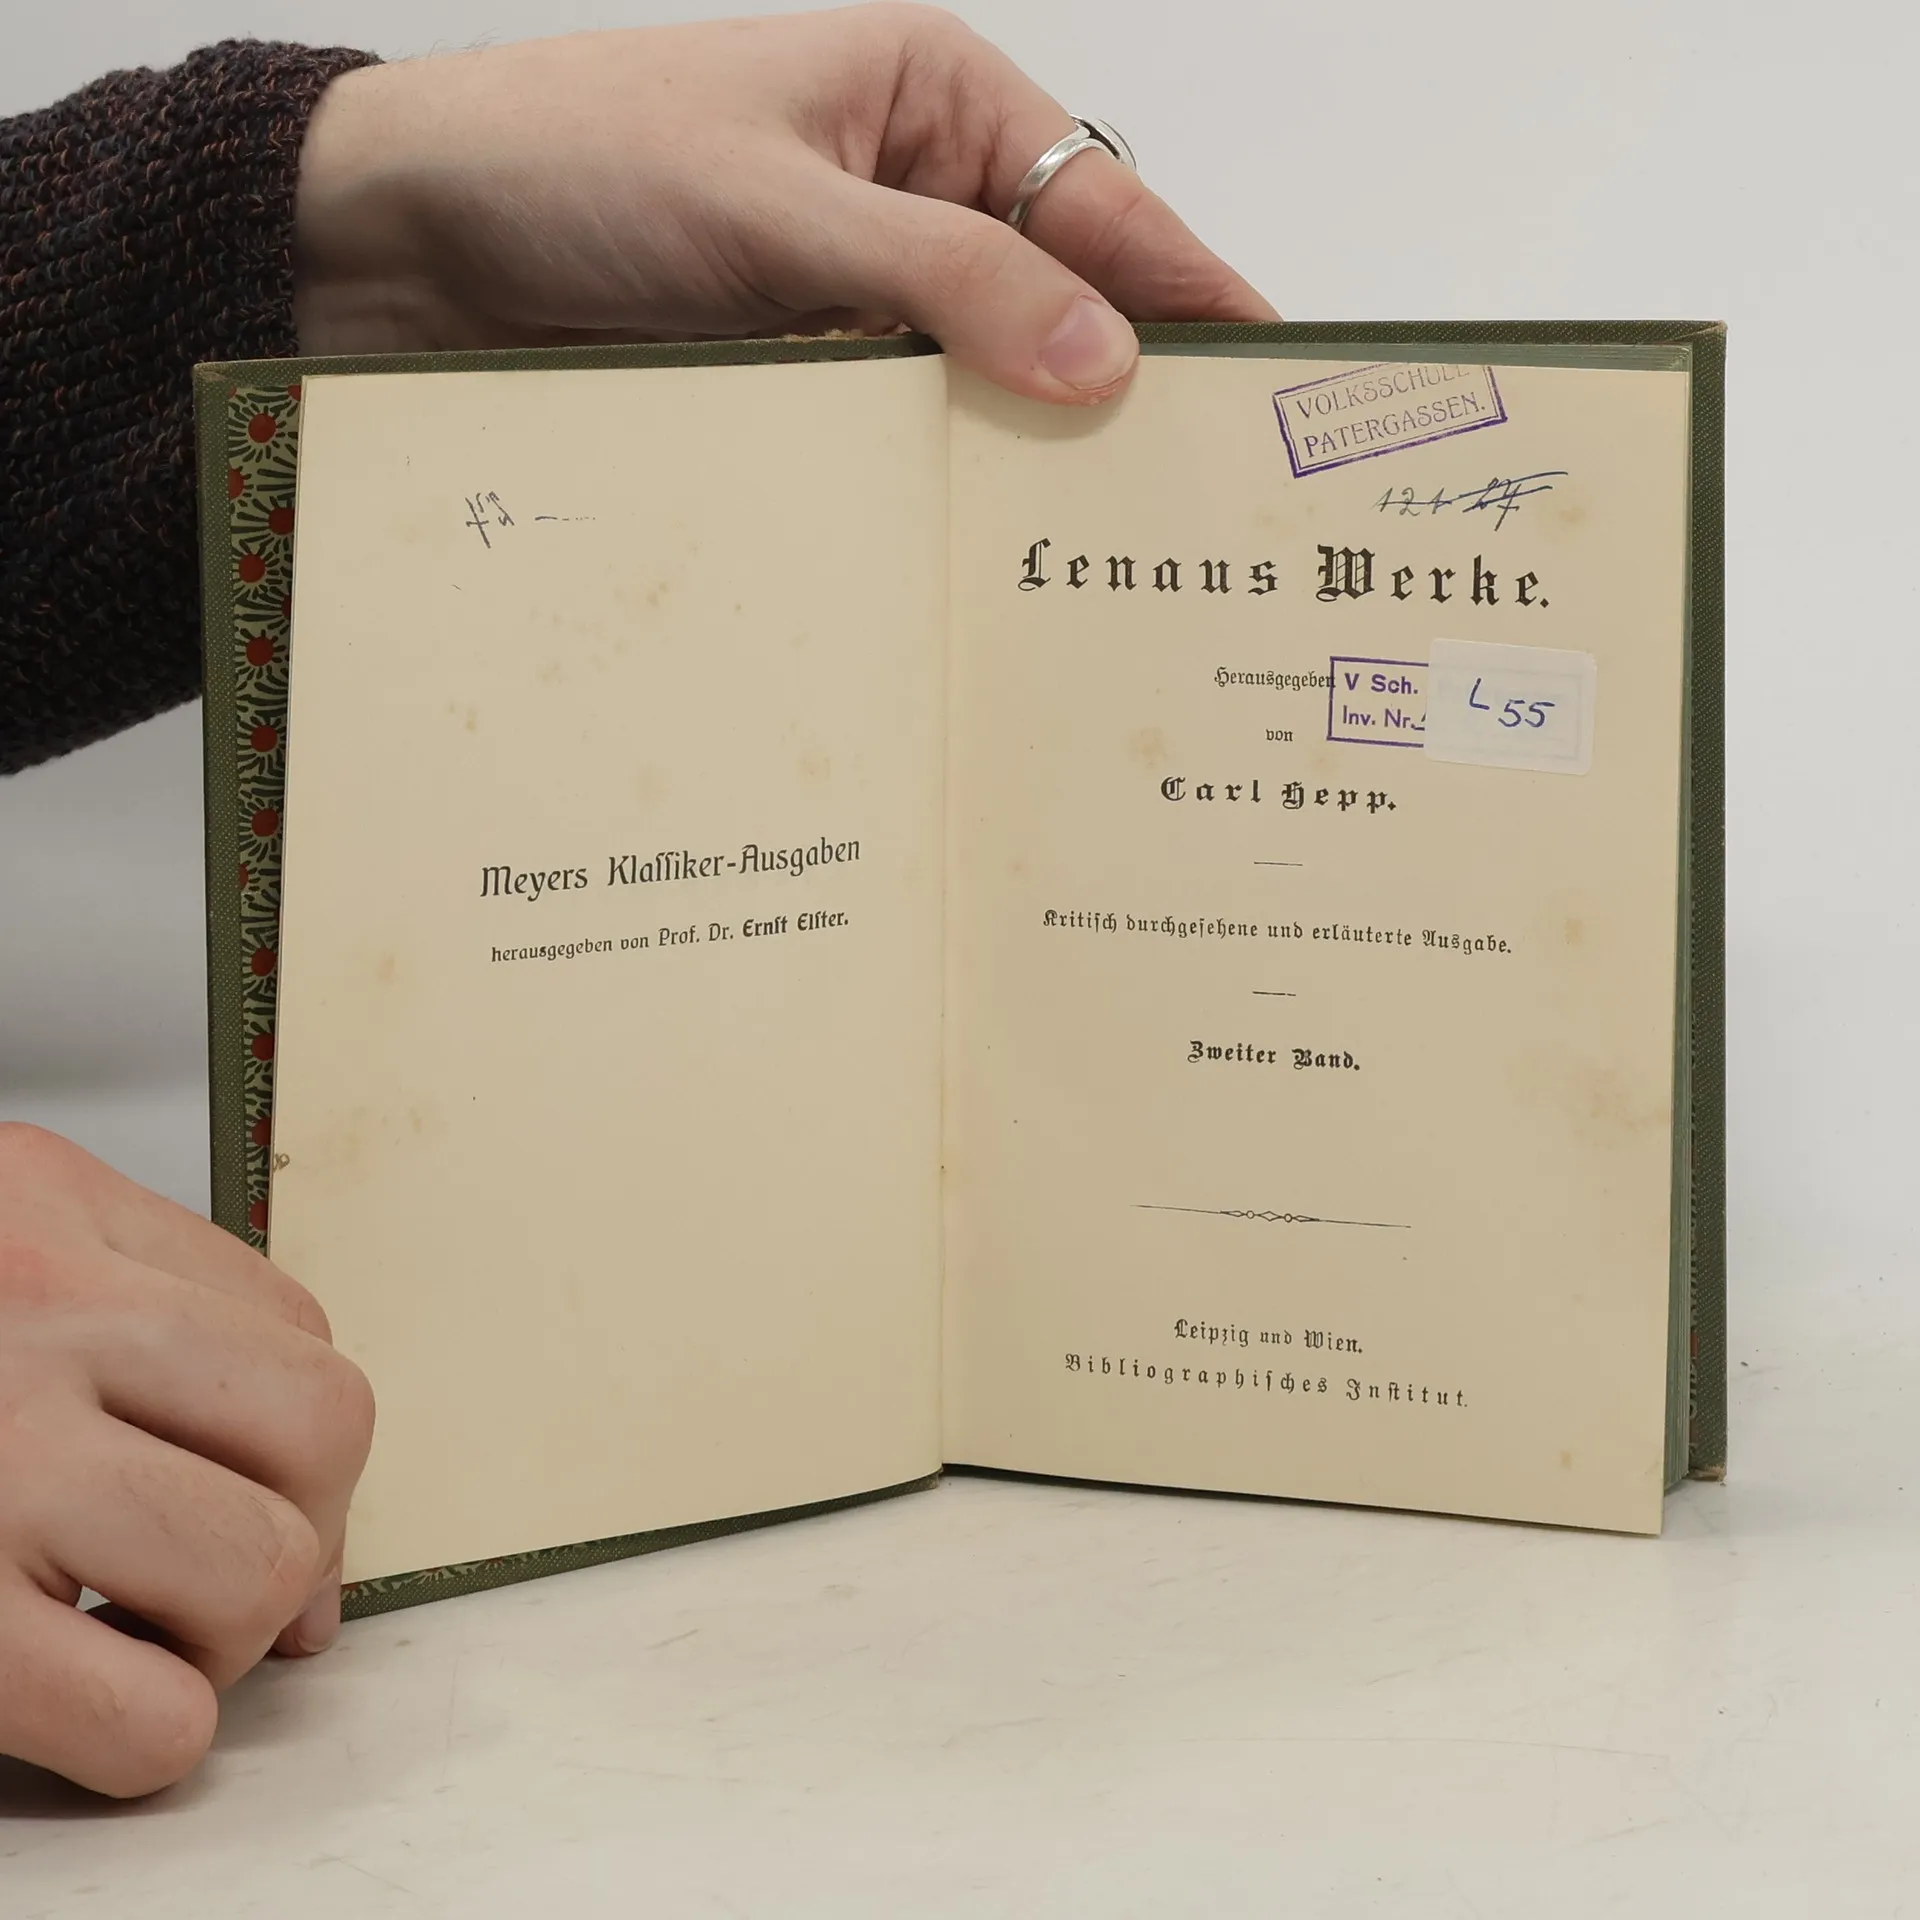 Meyers Klaſſiker-Ausgaben
herausgegeben von Prof. Dr. Ernſt Elſter.
VOLKSSCHULE
PATERGASSEN.
121
Lenaus Werke.
Herausgegeben
V Sch.
Inv. Nr.
L 55
von
Carl Hepp.
Kritiſch durchgeſehene und erläuterte Ausgabe.
Zweiter Band.
Leipzig und Wien.
Bibliographiſches Inſtitut.